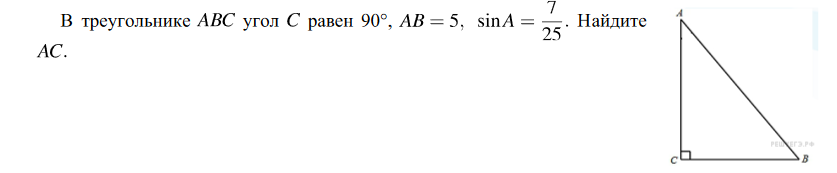 В треугольнике ABC угол C равен 90°, AB = 5, sin A = 7/25. Найдите
AC.
A
C
B